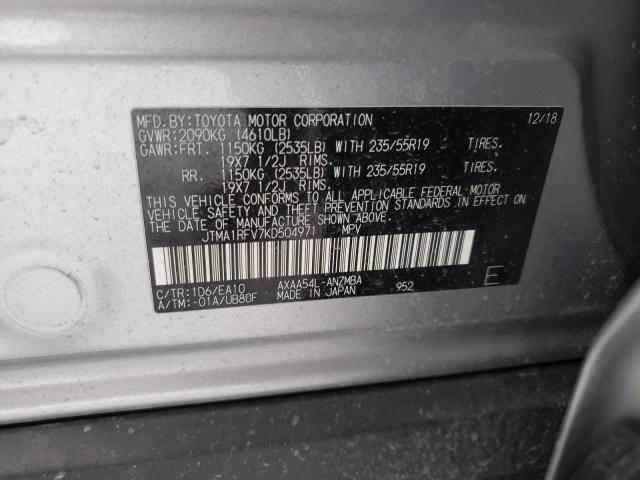 MFD.BY:TOYOTA MOTOR CORPORATION 12/18
GVWR:2090KG (4610LB)
GAWR:FRT. 1150KG (2535LB) WITH 235/55R19 TIRES.
19X7 1/2J RIMS.
RR. 1150KG (2535LB) WITH 235/55R19 TIRES.
19X7 1/2J RIMS.
THIS VEHICLE CONFORMS TO ALL APPLICABLE FEDERAL MOTOR
VEHICLE SAFETY AND THEFT PREVENTION STANDARDS IN EFFECT ON
THE DATE OF MANUFACTURE SHOWN ABOVE.
JTMA1RFV7KD504971 MPV
C/TR:1D6/EA10 AXAA54L-ANZMBA 952 E
A/TM:-01A/UB80F MADE IN JAPAN